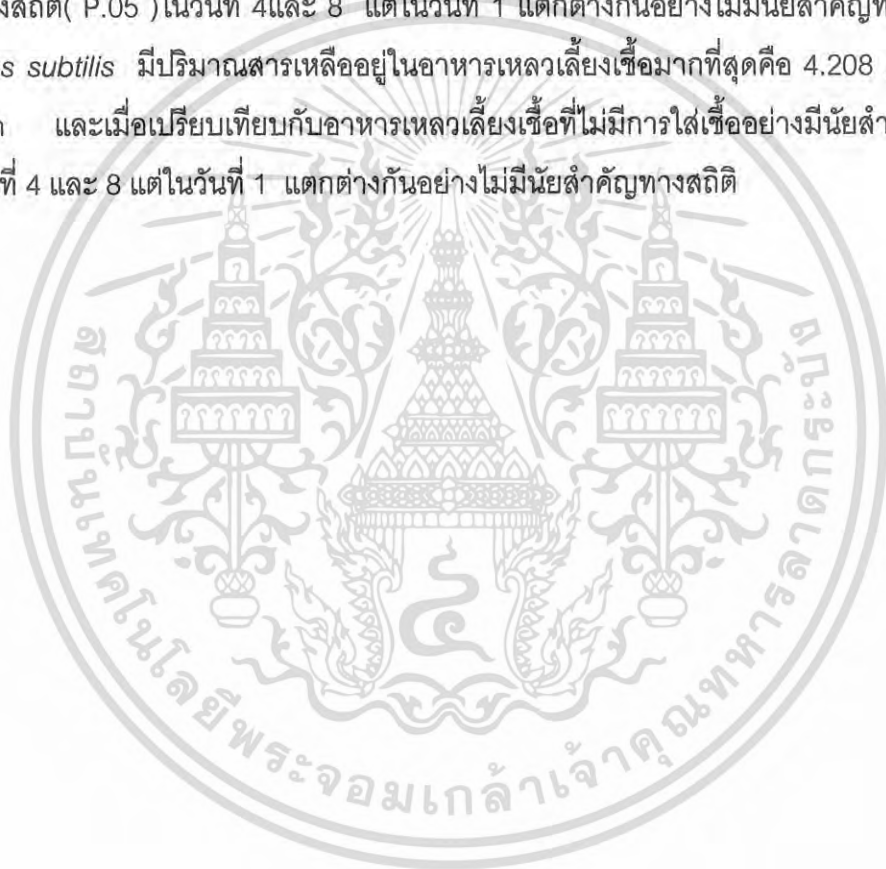 งสถิติ( P.05 )ในวันที่ 4และ 8 แต่ในวันที่ 1 แตกต่างกันอย่างไม่มีนัยสำคัญท
s subtilis มีปริมาณสารเหลืออยู่ในอาหารเหลวเลี้ยงเชื้อมากที่สุดคือ 4.208
และเมื่อเปรียบเทียบกับอาหารเหลวเลี้ยงเชื้อที่ไม่มีการใส่เชื้ออย่างมีนัยสำ
ที่ 4 และ 8 แต่ในวันที่ 1 แตกต่างกันอย่างไม่มีนัยสำคัญทางสถิติ
สถาบันเทคโนโลยีพระจอมเกล้าเจ้าคุณทหารลาดกระบัง